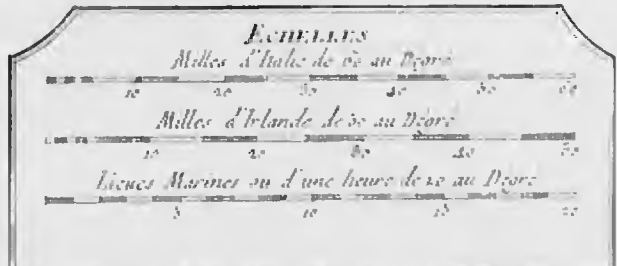 Echelles
Milles d'Italie de 60 au Degré
10 20 30 40 50 60
Milles d'Irlande de 50 au Degré
10 20 30 40 50
Lieues Marines ou d'une heure de 20 au Degré
5 10 15 20